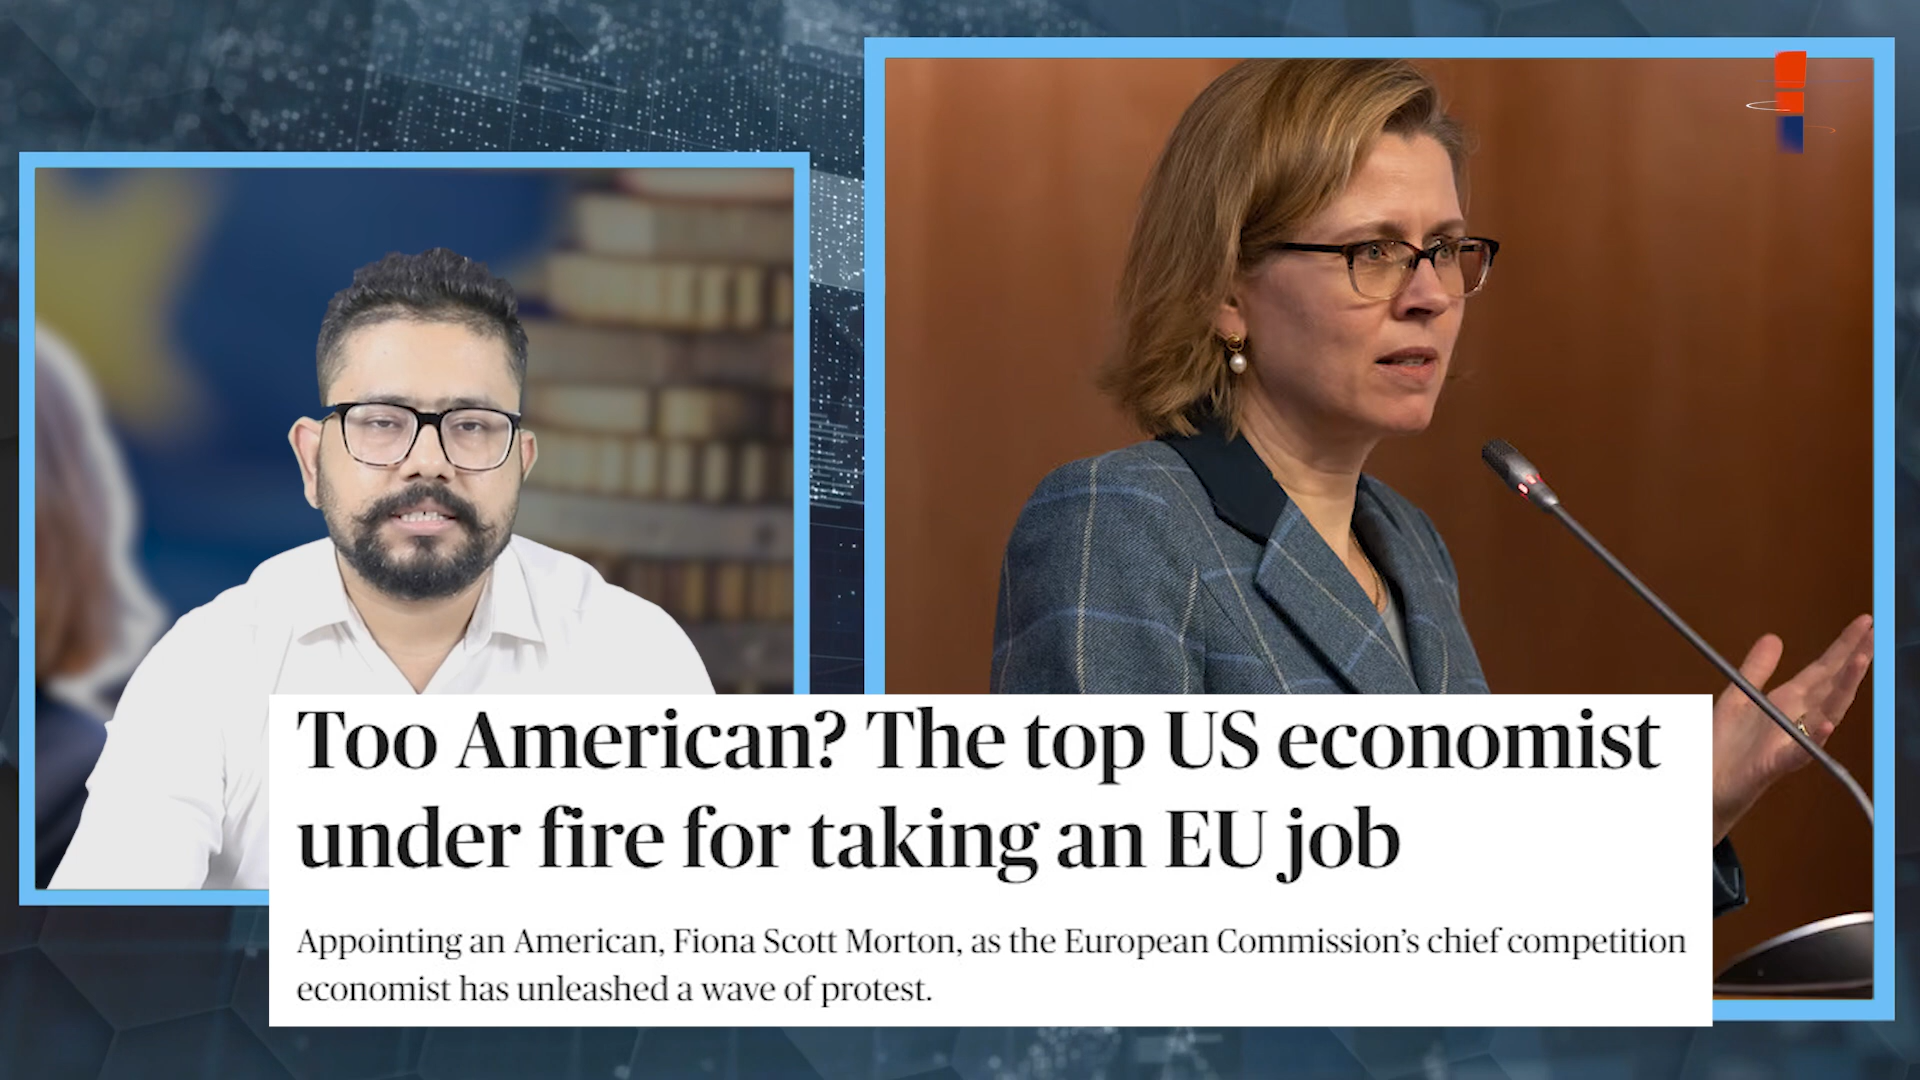 Too American? The top US economist
under fire for taking an EU job
Appointing an American, Fiona Scott Morton, as the European Commission’s chief competition
economist has unleashed a wave of protest.